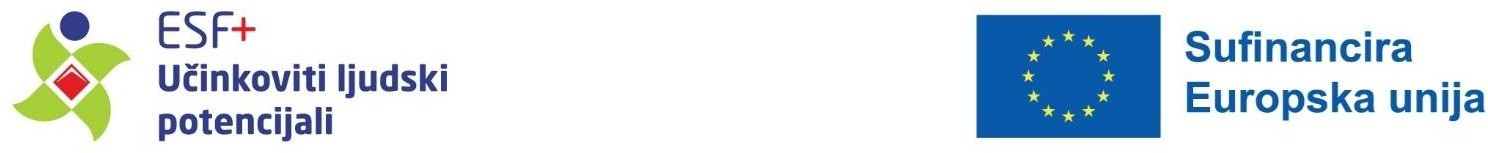 ESF+
Učinkoviti ljudski
potencijali
Sufinancira
Europska unija